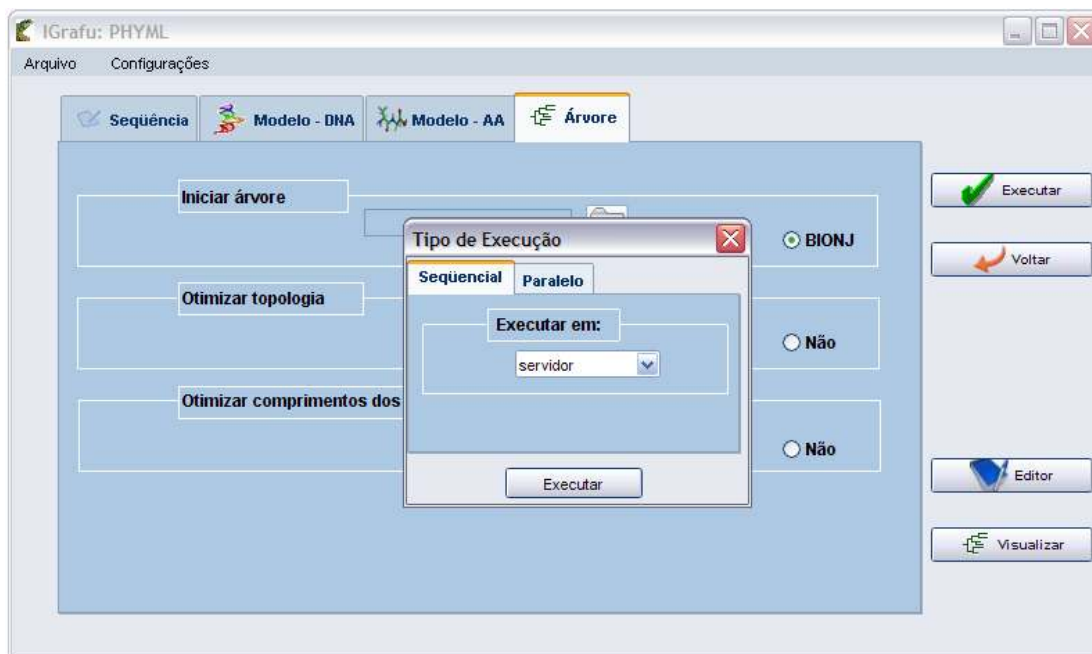 IGrafu: PHYML
Arquivo Configurações
Seqüência Modelo - DNA Modelo - AA Árvore
Iniciar árvore
BIONJ
Otimizar topologia
Não
Otimizar comprimentos dos
Não
Tipo de Execução
Seqüencial Paralelo
Executar em:
servidor
Executar
Executar
Voltar
Editor
Visualizar